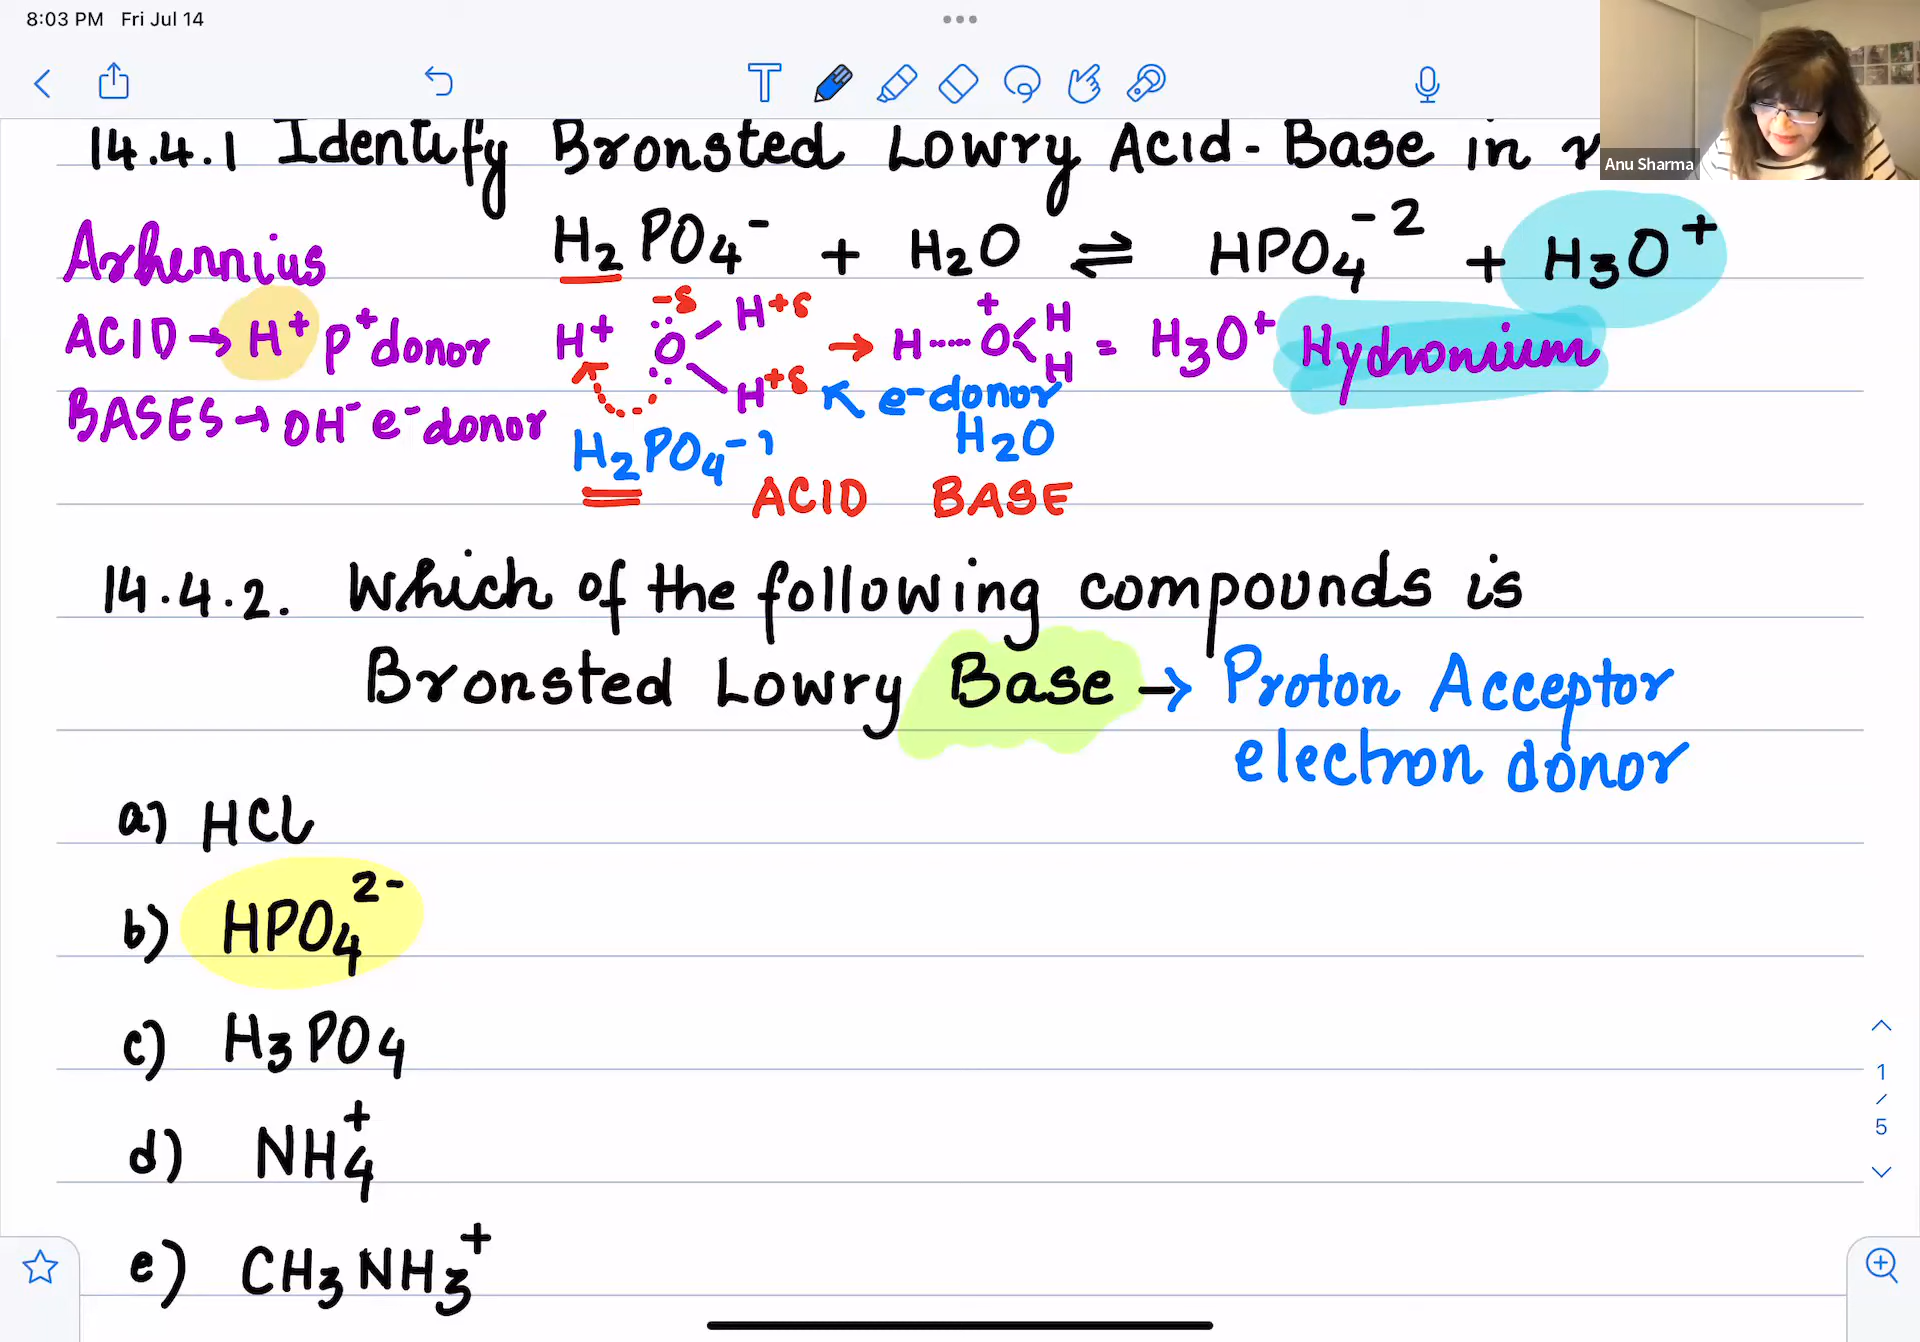 8:03 PM Fri Jul 14
Anu Sharma
14.4.1 Identify Bronsted Lowry Acid-Base in r
H₂PO₄⁻ + H₂O ⇌ HPO₄⁻² + H₃O⁺
Arhennius
ACID → H⁺ p⁺ donor
BASES → OH⁻ e⁻ donor
H⁺ −δ :Ö: H+δ H+δ → H---- O⁺ H H = H₃O⁺ Hydronium
e-donor
H₂PO₄⁻¹ H₂O
ACID BASE
14.4.2. Which of the following compounds is
Bronsted Lowry Base → Proton Acceptor
electron donor
a) HCl
b) HPO₄²⁻
c) H₃PO₄
d) NH₄⁺
e) CH₃NH₃⁺
1
/
5